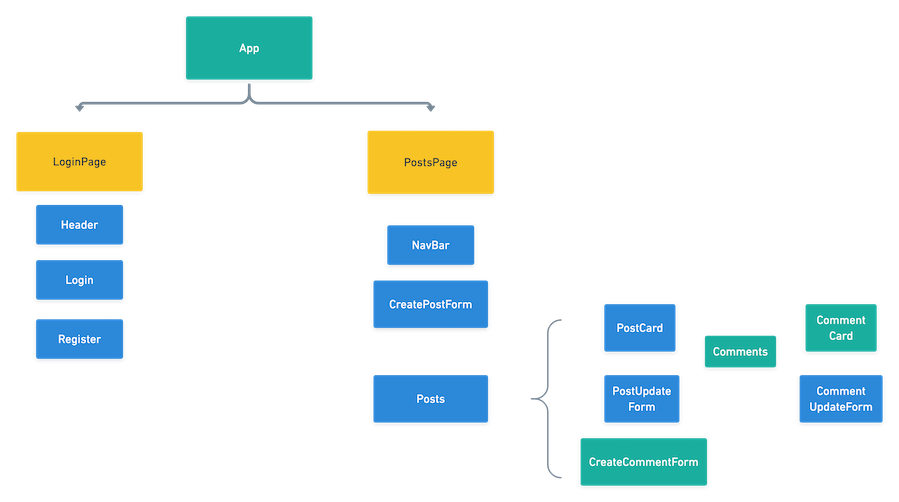 App
LoginPage
PostsPage
Header
Login
Register
NavBar
CreatePostForm
Posts
PostCard
PostUpdate
Form
CreateCommentForm
Comments
Comment
Card
Comment
UpdateForm